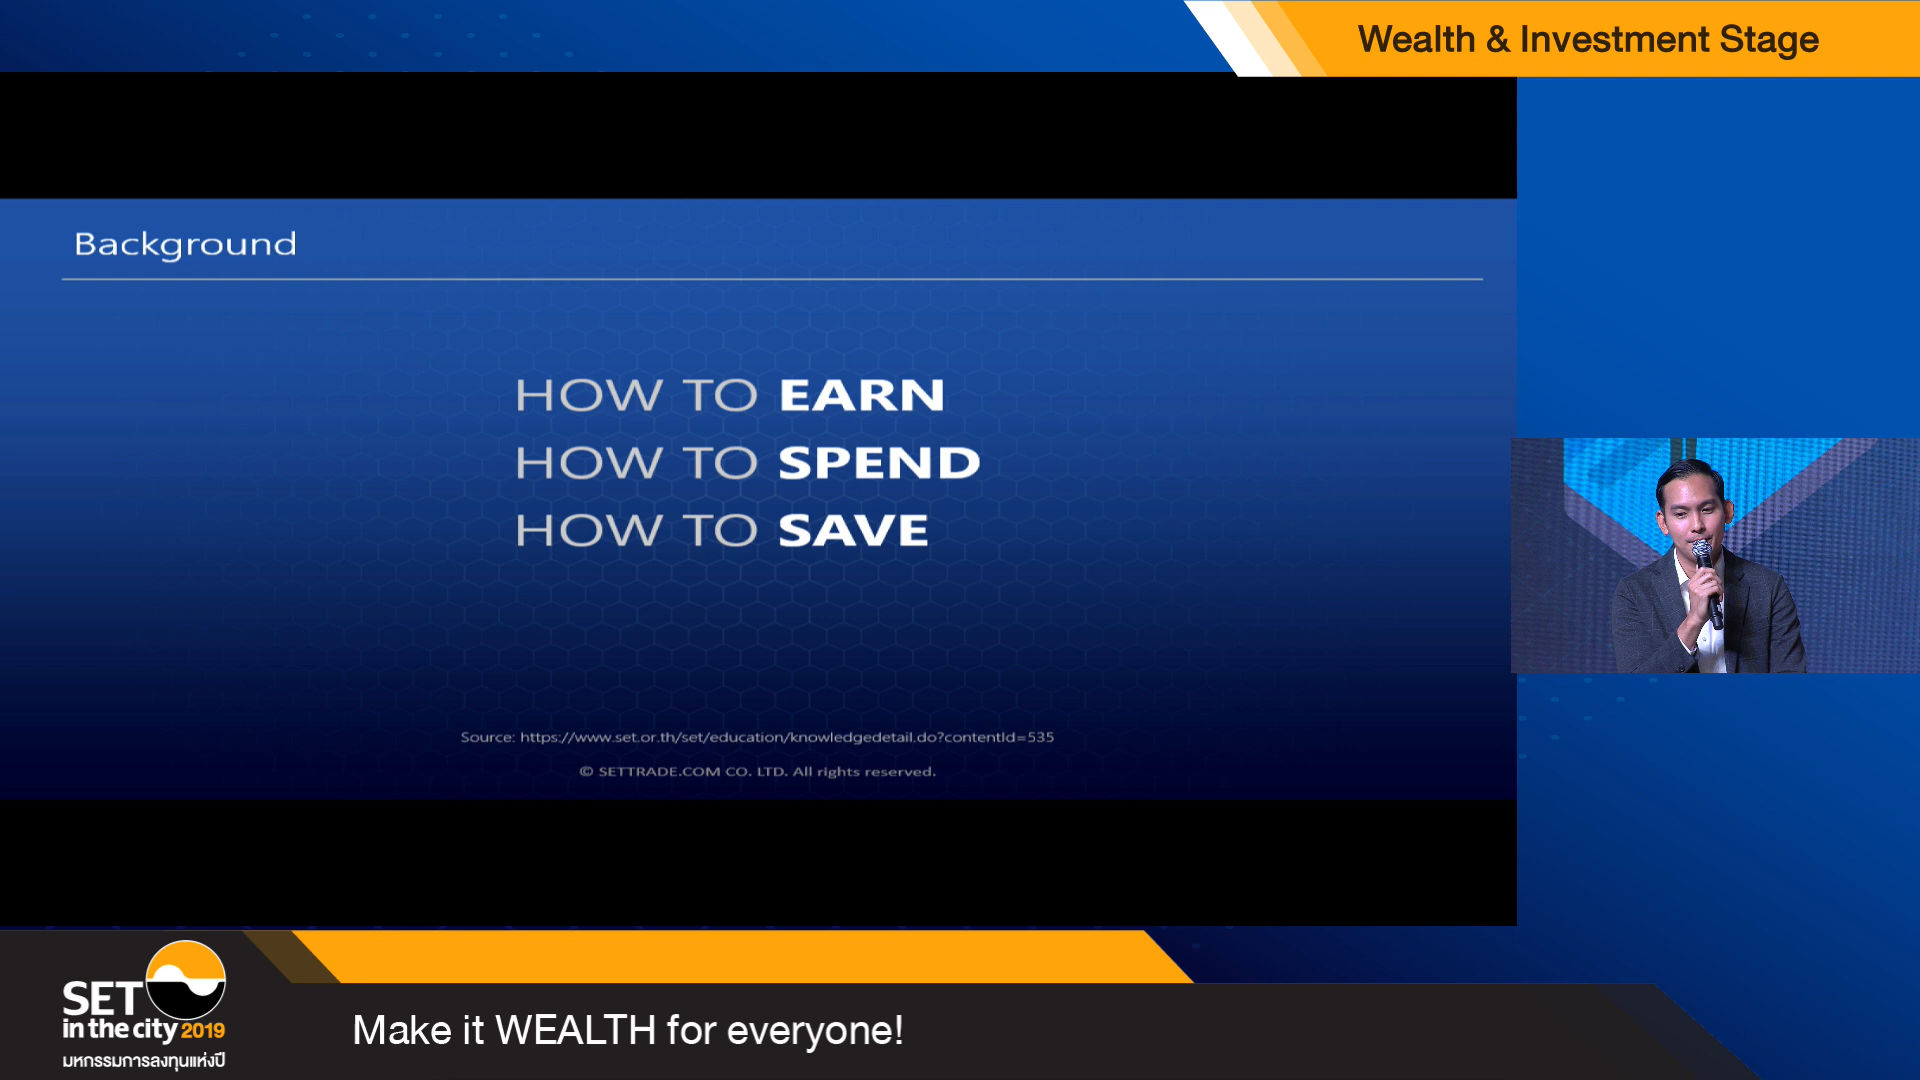 Wealth & Investment Stage
Background
HOW TO EARN
HOW TO SPEND
HOW TO SAVE
Source: https://www.set.or.th/set/education/knowledgedetail.do?contentId=535
© SETTRADE.COM CO. LTD. All rights reserved.
SET
in the city 2019
มหกรรมการลงทุนแห่งปี
Make it WEALTH for everyone!